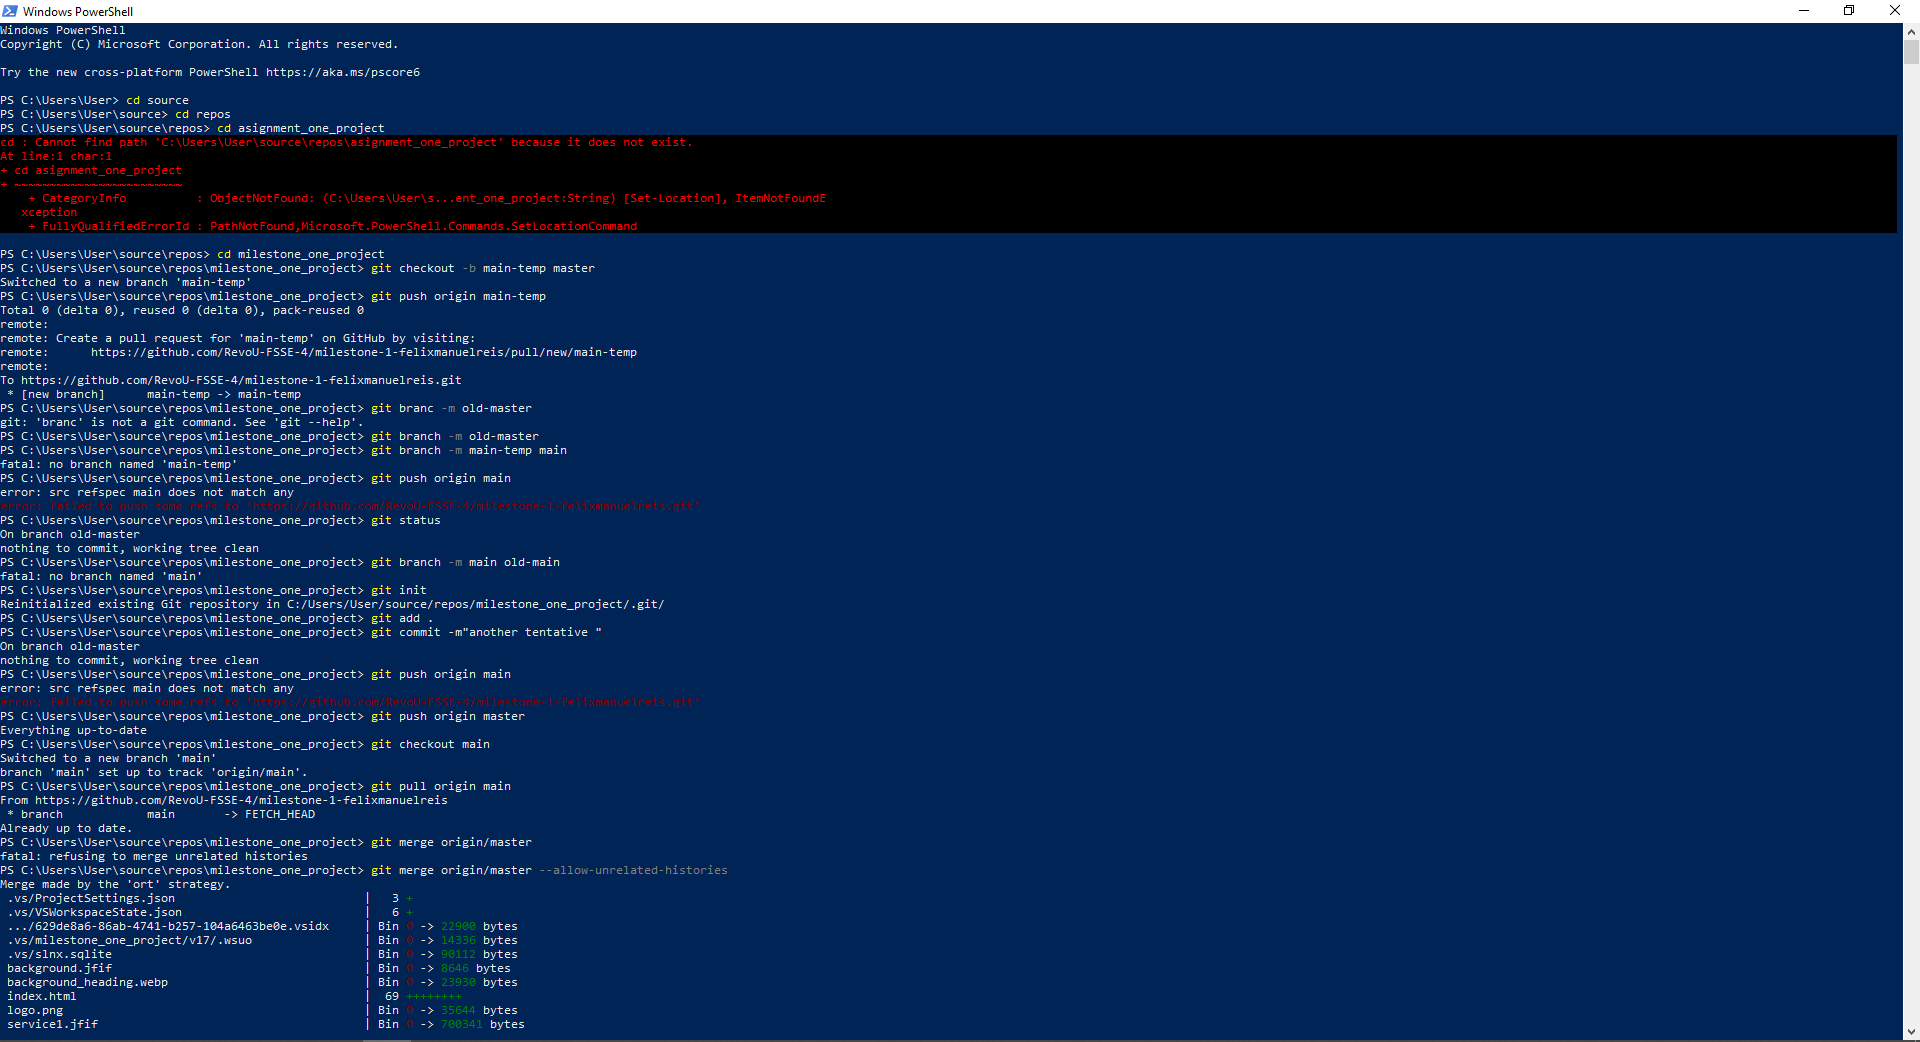 Windows PowerShell
Windows PowerShell
Copyright (C) Microsoft Corporation. All rights reserved.
Try the new cross-platform PowerShell https://aka.ms/pscore6
PS C:\Users\User> cd source
PS C:\Users\User\source> cd repos
PS C:\Users\User\source\repos> cd asignment_one_project
cd : Cannot find path 'C:\Users\User\source\repos\asignment_one_project' because it does not exist.
At line:1 char:1
+ cd asignment_one_project
+ ~~~~~~~~~~~~~~~~~~~~~~~~
    + CategoryInfo          : ObjectNotFound: (C:\Users\User\s...ent_one_project:String) [Set-Location], ItemNotFoundE
   xception
    + FullyQualifiedErrorId : PathNotFound,Microsoft.PowerShell.Commands.SetLocationCommand
PS C:\Users\User\source\repos> cd milestone_one_project
PS C:\Users\User\source\repos\milestone_one_project> git checkout -b main-temp master
Switched to a new branch 'main-temp'
PS C:\Users\User\source\repos\milestone_one_project> git push origin main-temp
Total 0 (delta 0), reused 0 (delta 0), pack-reused 0
remote:
remote: Create a pull request for 'main-temp' on GitHub by visiting:
remote:      https://github.com/RevoU-FSSE-4/milestone-1-felixmanuelreis/pull/new/main-temp
remote:
To https://github.com/RevoU-FSSE-4/milestone-1-felixmanuelreis.git
 * [new branch]      main-temp -> main-temp
PS C:\Users\User\source\repos\milestone_one_project> git branc -m old-master
git: 'branc' is not a git command. See 'git --help'.
PS C:\Users\User\source\repos\milestone_one_project> git branch -m old-master
PS C:\Users\User\source\repos\milestone_one_project> git branch -m main-temp main
fatal: no branch named 'main-temp'
PS C:\Users\User\source\repos\milestone_one_project> git push origin main
error: src refspec main does not match any
error: failed to push some refs to 'https://github.com/RevoU-FSSE-4/milestone-1-felixmanuelreis.git'
PS C:\Users\User\source\repos\milestone_one_project> git status
On branch old-master
nothing to commit, working tree clean
PS C:\Users\User\source\repos\milestone_one_project> git branch -m main old-main
fatal: no branch named 'main'
PS C:\Users\User\source\repos\milestone_one_project> git init
Reinitialized existing Git repository in C:/Users/User/source/repos/milestone_one_project/.git/
PS C:\Users\User\source\repos\milestone_one_project> git add .
PS C:\Users\User\source\repos\milestone_one_project> git commit -m"another tentative "
On branch old-master
nothing to commit, working tree clean
PS C:\Users\User\source\repos\milestone_one_project> git push origin main
error: src refspec main does not match any
error: failed to push some refs to 'https://github.com/RevoU-FSSE-4/milestone-1-felixmanuelreis.git'
PS C:\Users\User\source\repos\milestone_one_project> git push origin master
Everything up-to-date
PS C:\Users\User\source\repos\milestone_one_project> git checkout main
Switched to a new branch 'main'
branch 'main' set up to track 'origin/main'.
PS C:\Users\User\source\repos\milestone_one_project> git pull origin main
From https://github.com/RevoU-FSSE-4/milestone-1-felixmanuelreis
 * branch            main       -> FETCH_HEAD
Already up to date.
PS C:\Users\User\source\repos\milestone_one_project> git merge origin/master
fatal: refusing to merge unrelated histories
PS C:\Users\User\source\repos\milestone_one_project> git merge origin/master --allow-unrelated-histories
Merge made by the 'ort' strategy.
 .vs/ProjectSettings.json                           |   3 +
 .vs/VSWorkspaceState.json                          |   6 +
 .../629de8a6-86ab-4741-b257-104a6463be0e.vsidx     | Bin 0 -> 22900 bytes
 .vs/milestone_one_project/v17/.wsuo                | Bin 0 -> 14336 bytes
 .vs/slnx.sqlite                                    | Bin 0 -> 90112 bytes
 background.jfif                                    | Bin 0 -> 8646 bytes
 background_heading.webp                            | Bin 0 -> 23930 bytes
 index.html                                         |  69 ++++++++
 logo.png                                           | Bin 0 -> 35644 bytes
 service1.jfif                                      | Bin 0 -> 700341 bytes